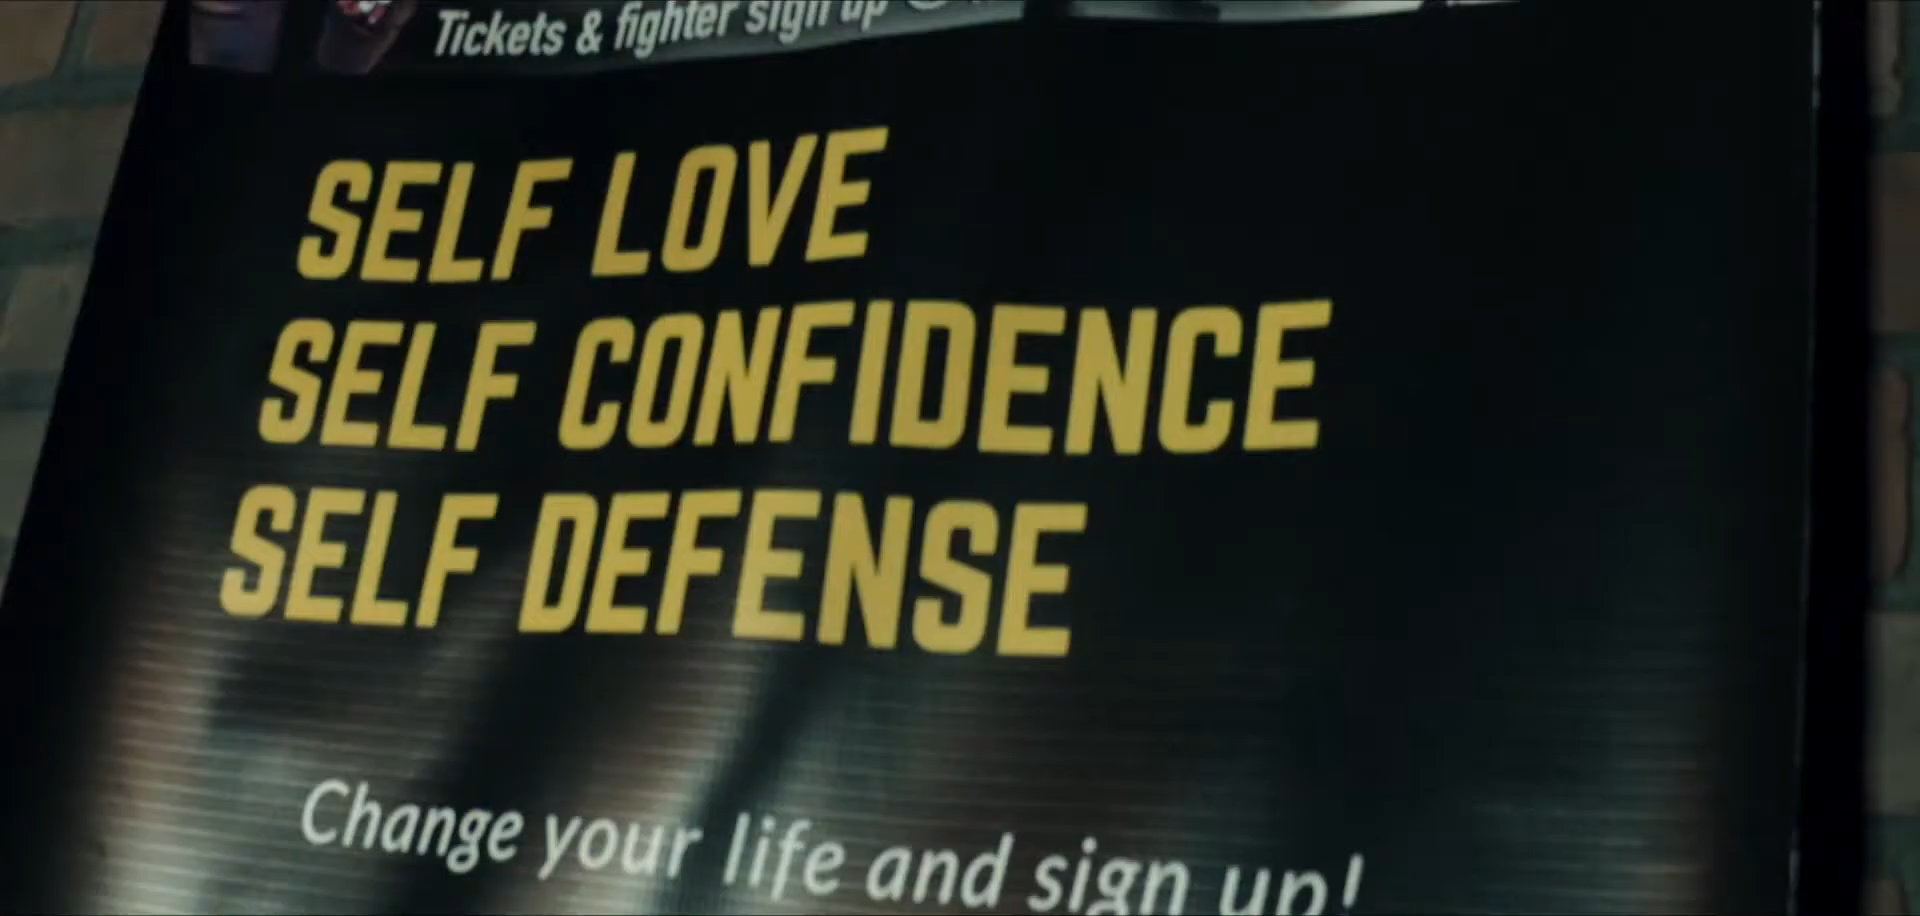 Tickets & fighter sign up
SELF LOVE
SELF CONFIDENCE
SELF DEFENSE
Change your life and sign up!